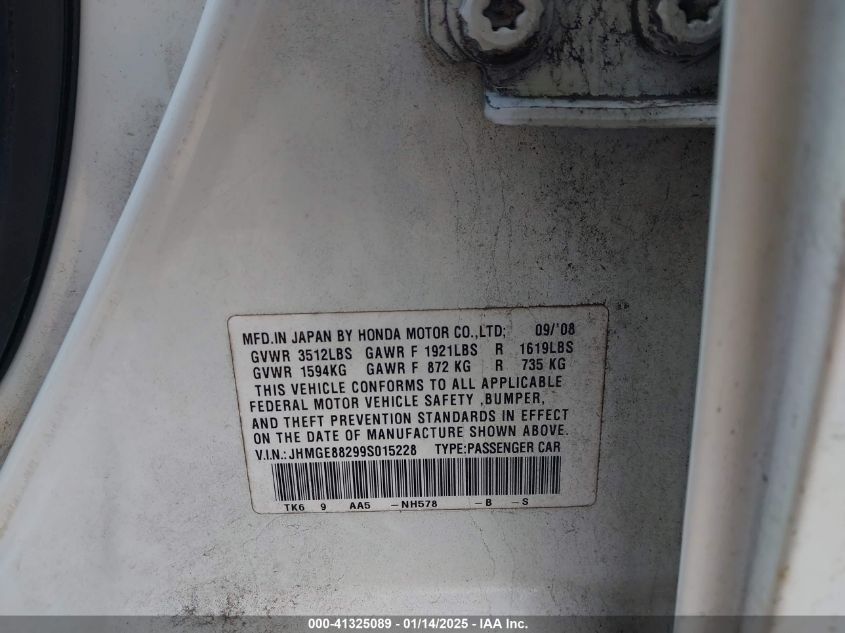 MFD.IN JAPAN BY HONDA MOTOR CO.,LTD; 09/'08
GVWR 3512LBS GAWR F 1921LBS R 1619LBS
GVWR 1594KG GAWR F 872 KG R 735 KG
THIS VEHICLE CONFORMS TO ALL APPLICABLE
FEDERAL MOTOR VEHICLE SAFETY ,BUMPER,
AND THEFT PREVENTION STANDARDS IN EFFECT
ON THE DATE OF MANUFACTURE SHOWN ABOVE.
V.I.N.: JHMGE88299S015228 TYPE:PASSENGER CAR
TK6 9 AA5 -NH578 -B -S
000-41325089 - 01/14/2025 - IAA Inc.